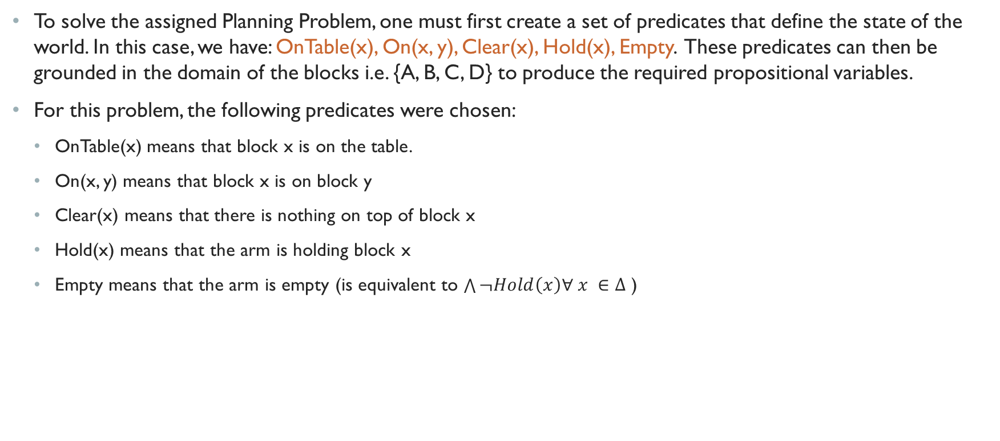 • To solve the assigned Planning Problem, one must first create a set of predicates that define the state of the
world. In this case, we have: OnTable(x), On(x, y), Clear(x), Hold(x), Empty. These predicates can then be
grounded in the domain of the blocks i.e. {A, B, C, D} to produce the required propositional variables.
• For this problem, the following predicates were chosen:
• OnTable(x) means that block x is on the table.
• On(x, y) means that block x is on block y
• Clear(x) means that there is nothing on top of block x
• Hold(x) means that the arm is holding block x
• Empty means that the arm is empty (is equivalent to ⋀ ¬Hold(x)∀ x ∈ Δ )